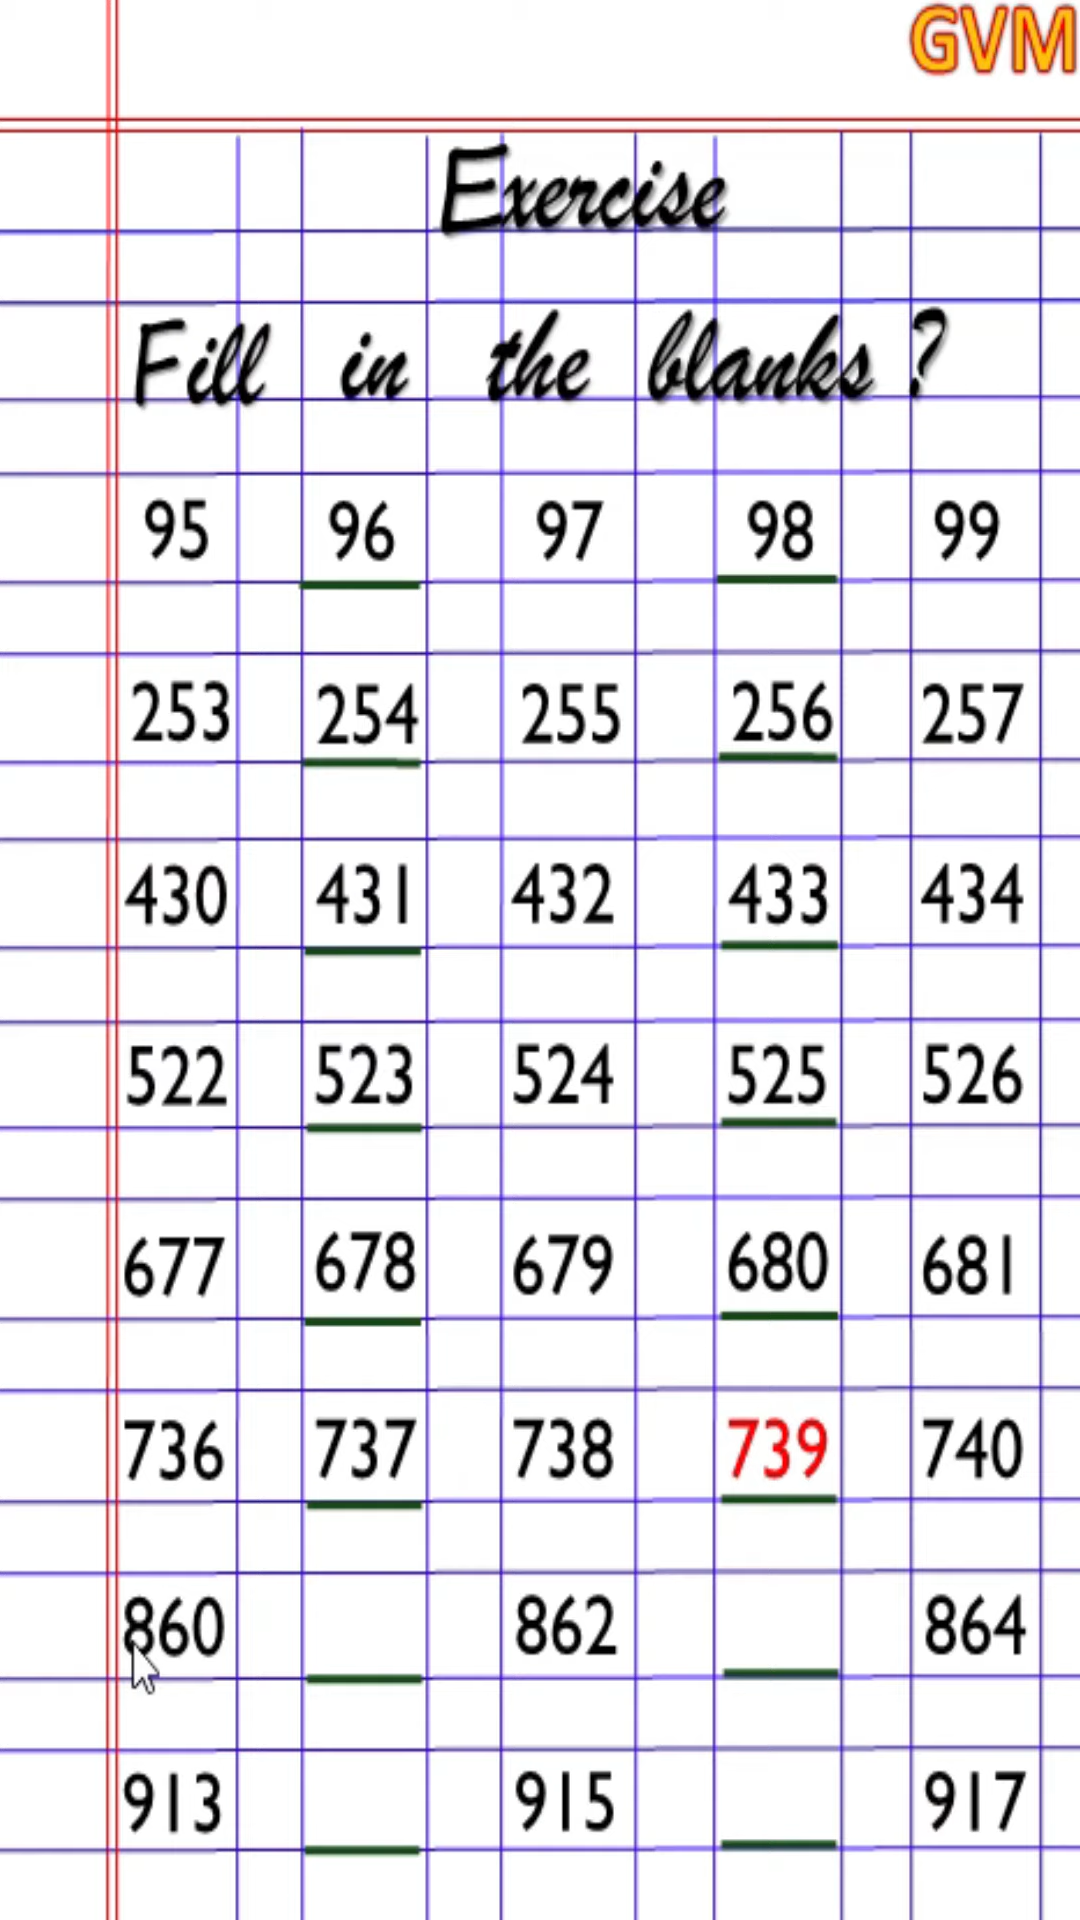 GVM
Exercise
Fill in the blanks ?
95 96 97 98 99
253 254 255 256 257
430 431 432 433 434
522 523 524 525 526
677 678 679 680 681
736 737 738 739 740
860 862 864
913 915 917